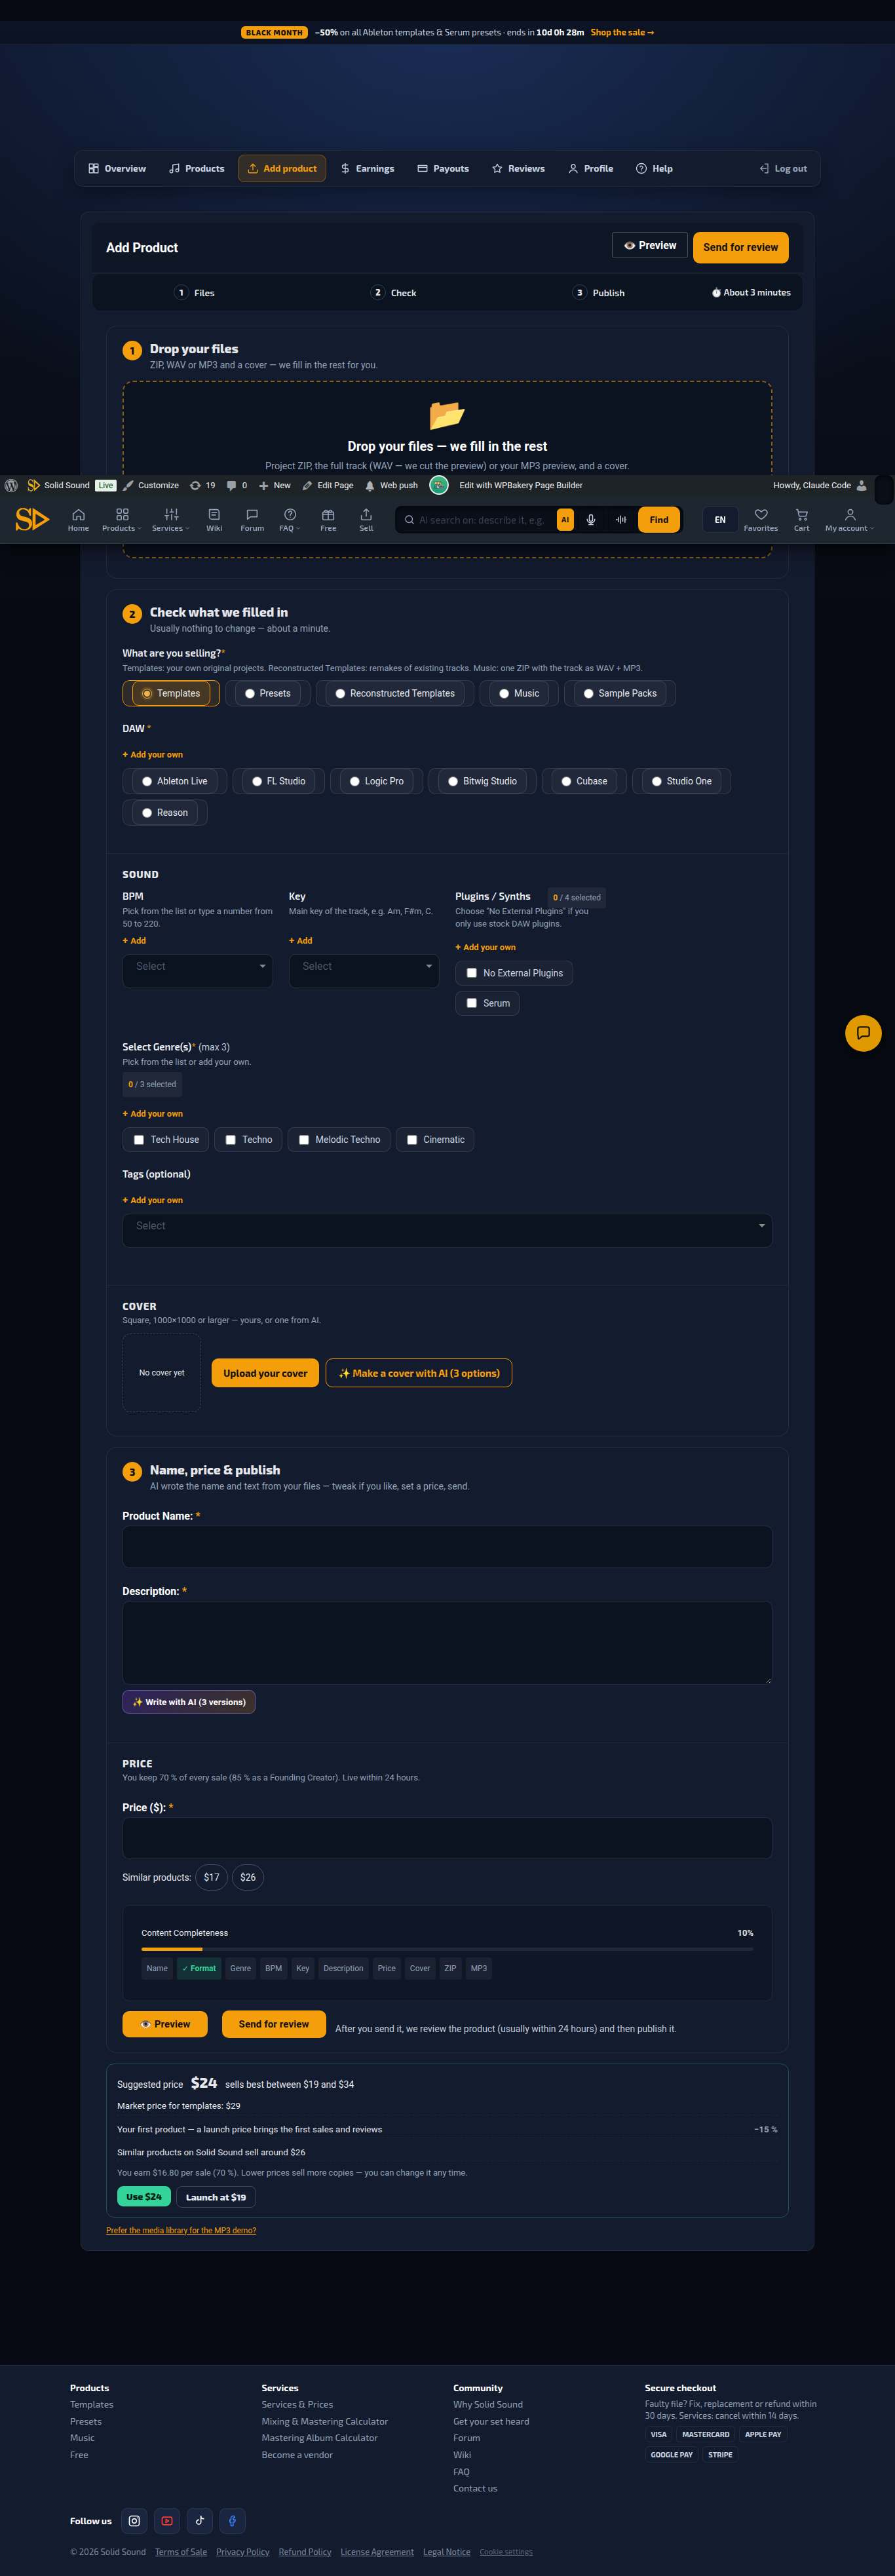 BLACK MONTH −50% on all Ableton templates & Serum presets · ends in 10d 0h 28m Shop the sale →
Overview Products Add product Earnings Payouts Reviews Profile Help Log out
Add Product Preview Send for review
1 Files 2 Check 3 Publish About 3 minutes
1 Drop your files
ZIP, WAV or MP3 and a cover — we fill in the rest for you.
Drop your files — we fill in the rest
Project ZIP, the full track (WAV — we cut the preview) or your MP3 preview, and a cover.
Solid Sound Live Customize 19 0 New Edit Page Web push Edit with WPBakery Page Builder Howdy, Claude Code
Home Products Services Wiki Forum FAQ Free Sell AI search on: describe it, e.g. AI Find EN Favorites Cart My account
2 Check what we filled in
Usually nothing to change — about a minute.
What are you selling?*
Templates: your own original projects. Reconstructed Templates: remakes of existing tracks. Music: one ZIP with the track as WAV + MP3.
Templates Presets Reconstructed Templates Music Sample Packs
DAW *
+ Add your own
Ableton Live FL Studio Logic Pro Bitwig Studio Cubase Studio One
Reason
SOUND
BPM Key Plugins / Synths 0 / 4 selected
Pick from the list or type a number from Main key of the track, e.g. Am, F#m, C. Choose "No External Plugins" if you
50 to 220. only use stock DAW plugins.
+ Add + Add + Add your own
Select Select No External Plugins
Serum
Select Genre(s)* (max 3)
Pick from the list or add your own.
0 / 3 selected
+ Add your own
Tech House Techno Melodic Techno Cinematic
Tags (optional)
+ Add your own
Select
COVER
Square, 1000×1000 or larger — yours, or one from AI.
No cover yet Upload your cover Make a cover with AI (3 options)
3 Name, price & publish
AI wrote the name and text from your files — tweak if you like, set a price, send.
Product Name: *
Description: *
Write with AI (3 versions)
PRICE
You keep 70 % of every sale (85 % as a Founding Creator). Live within 24 hours.
Price ($): *
Similar products: $17 $26
Content Completeness 10%
Name ✓ Format Genre BPM Key Description Price Cover ZIP MP3
Preview Send for review After you send it, we review the product (usually within 24 hours) and then publish it.
Suggested price $24 sells best between $19 and $34
Market price for templates: $29
Your first product — a launch price brings the first sales and reviews −15 %
Similar products on Solid Sound sell around $26
You earn $16.80 per sale (70 %). Lower prices sell more copies — you can change it any time.
Use $24 Launch at $19
Prefer the media library for the MP3 demo?
Products Services Community Secure checkout
Templates Services & Prices Why Solid Sound Faulty file? Fix, replacement or refund within
Presets Mixing & Mastering Calculator Get your set heard 30 days. Services: cancel within 14 days.
Music Mastering Album Calculator Forum VISA MASTERCARD APPLE PAY
Free Become a vendor Wiki GOOGLE PAY STRIPE
FAQ
Contact us
Follow us
© 2026 Solid Sound Terms of Sale Privacy Policy Refund Policy License Agreement Legal Notice Cookie settings